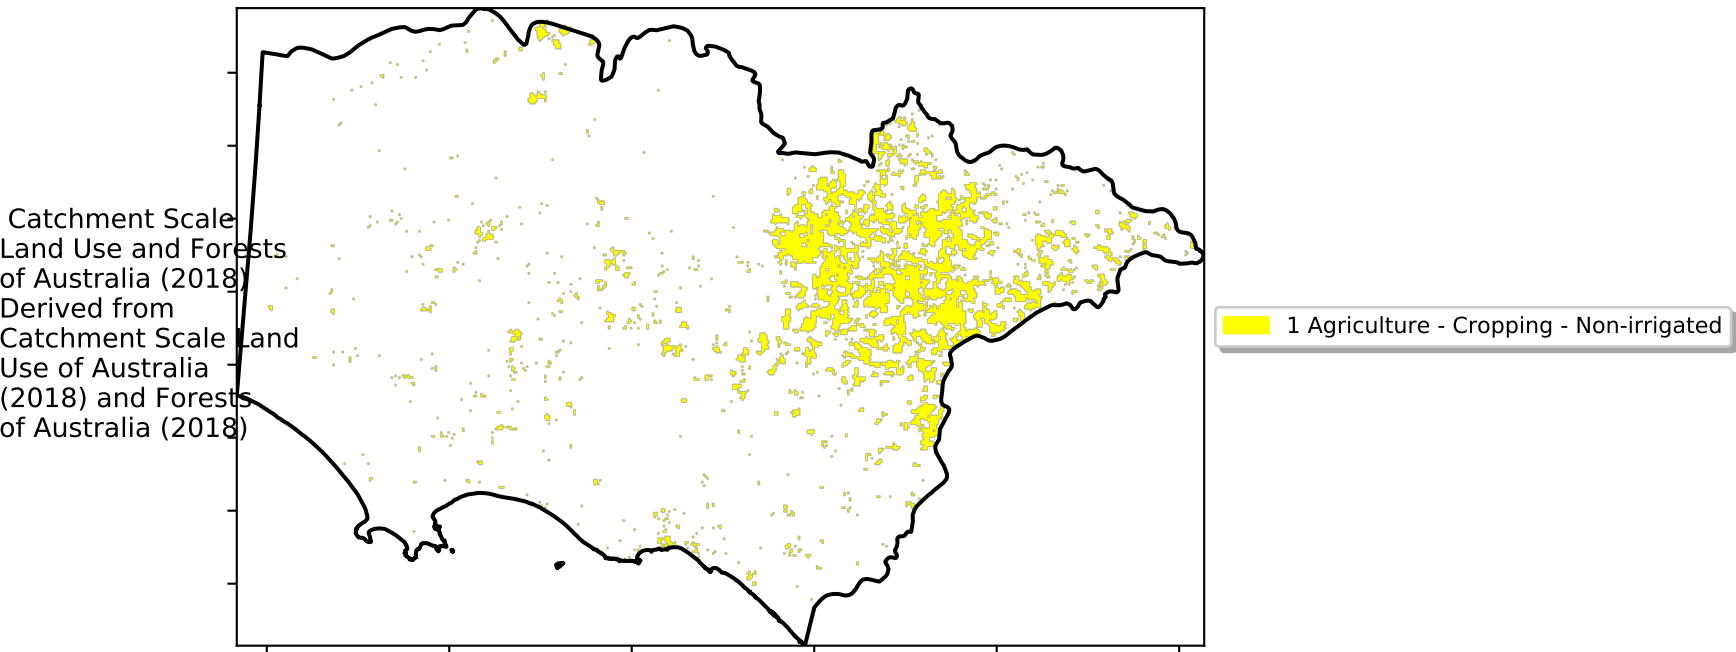 Catchment Scale
Land Use and Forests
of Australia (2018)
Derived from
Catchment Scale Land
Use of Australia
(2018) and Forests
of Australia (2018)
1 Agriculture - Cropping - Non-irrigated